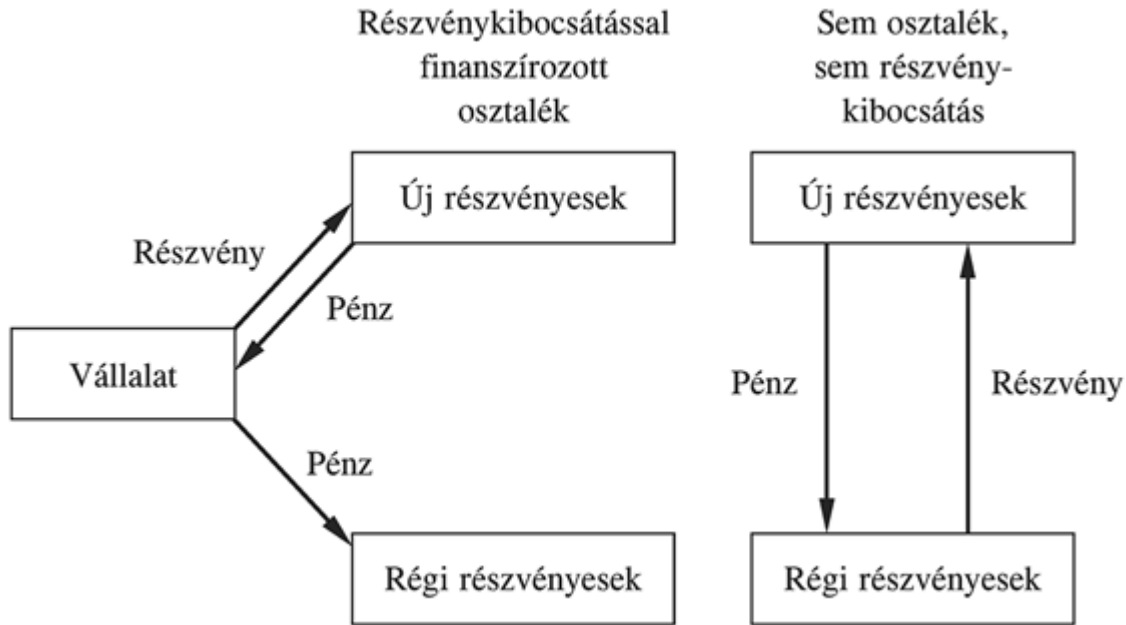 Részvénykibocsátással
finanszírozott
osztalék
Sem osztalék,
sem részvény-
kibocsátás
Új részvényesek
Új részvényesek
Részvény
Pénz
Vállalat
Pénz
Részvény
Pénz
Régi részvényesek
Régi részvényesek